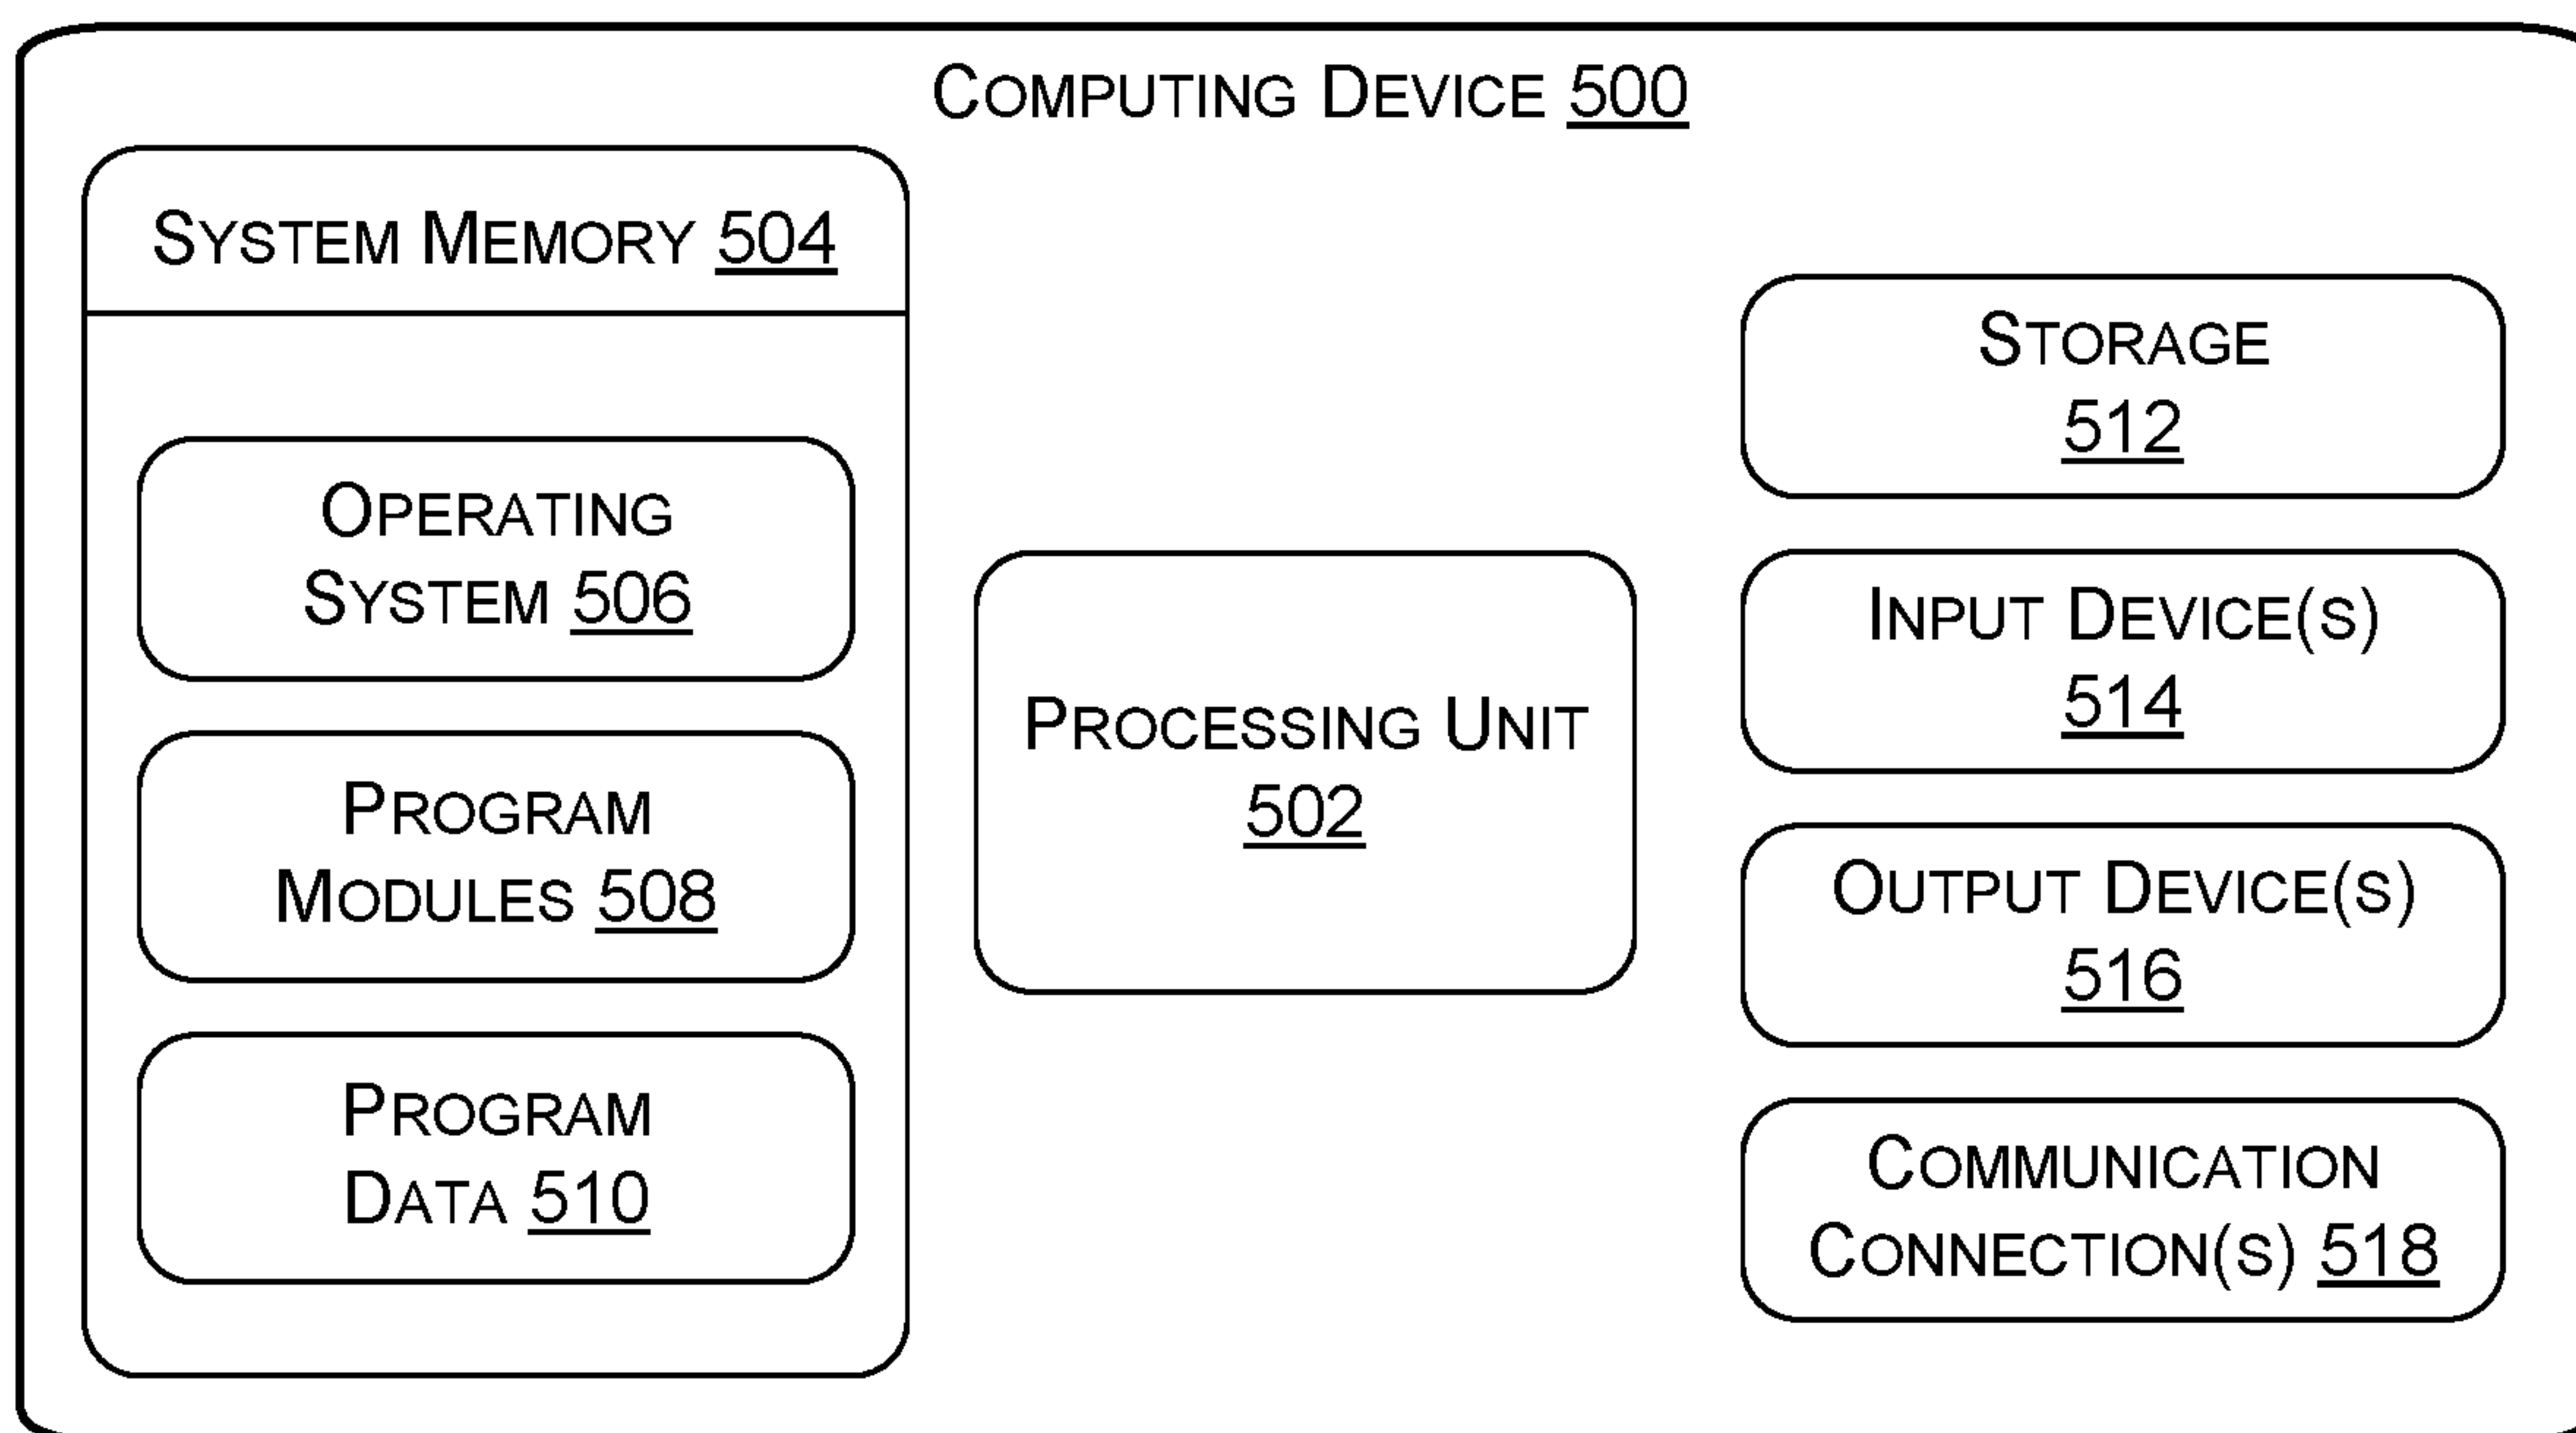 COMPUTING DEVICE 500
SYSTEM MEMORY 504
OPERATING
SYSTEM 506
PROGRAM
MODULES 508
PROGRAM
DATA 510
PROCESSING UNIT
502
STORAGE
512
INPUT DEVICE(S)
514
OUTPUT DEVICE(S)
516
COMMUNICATION
CONNECTION(S) 518